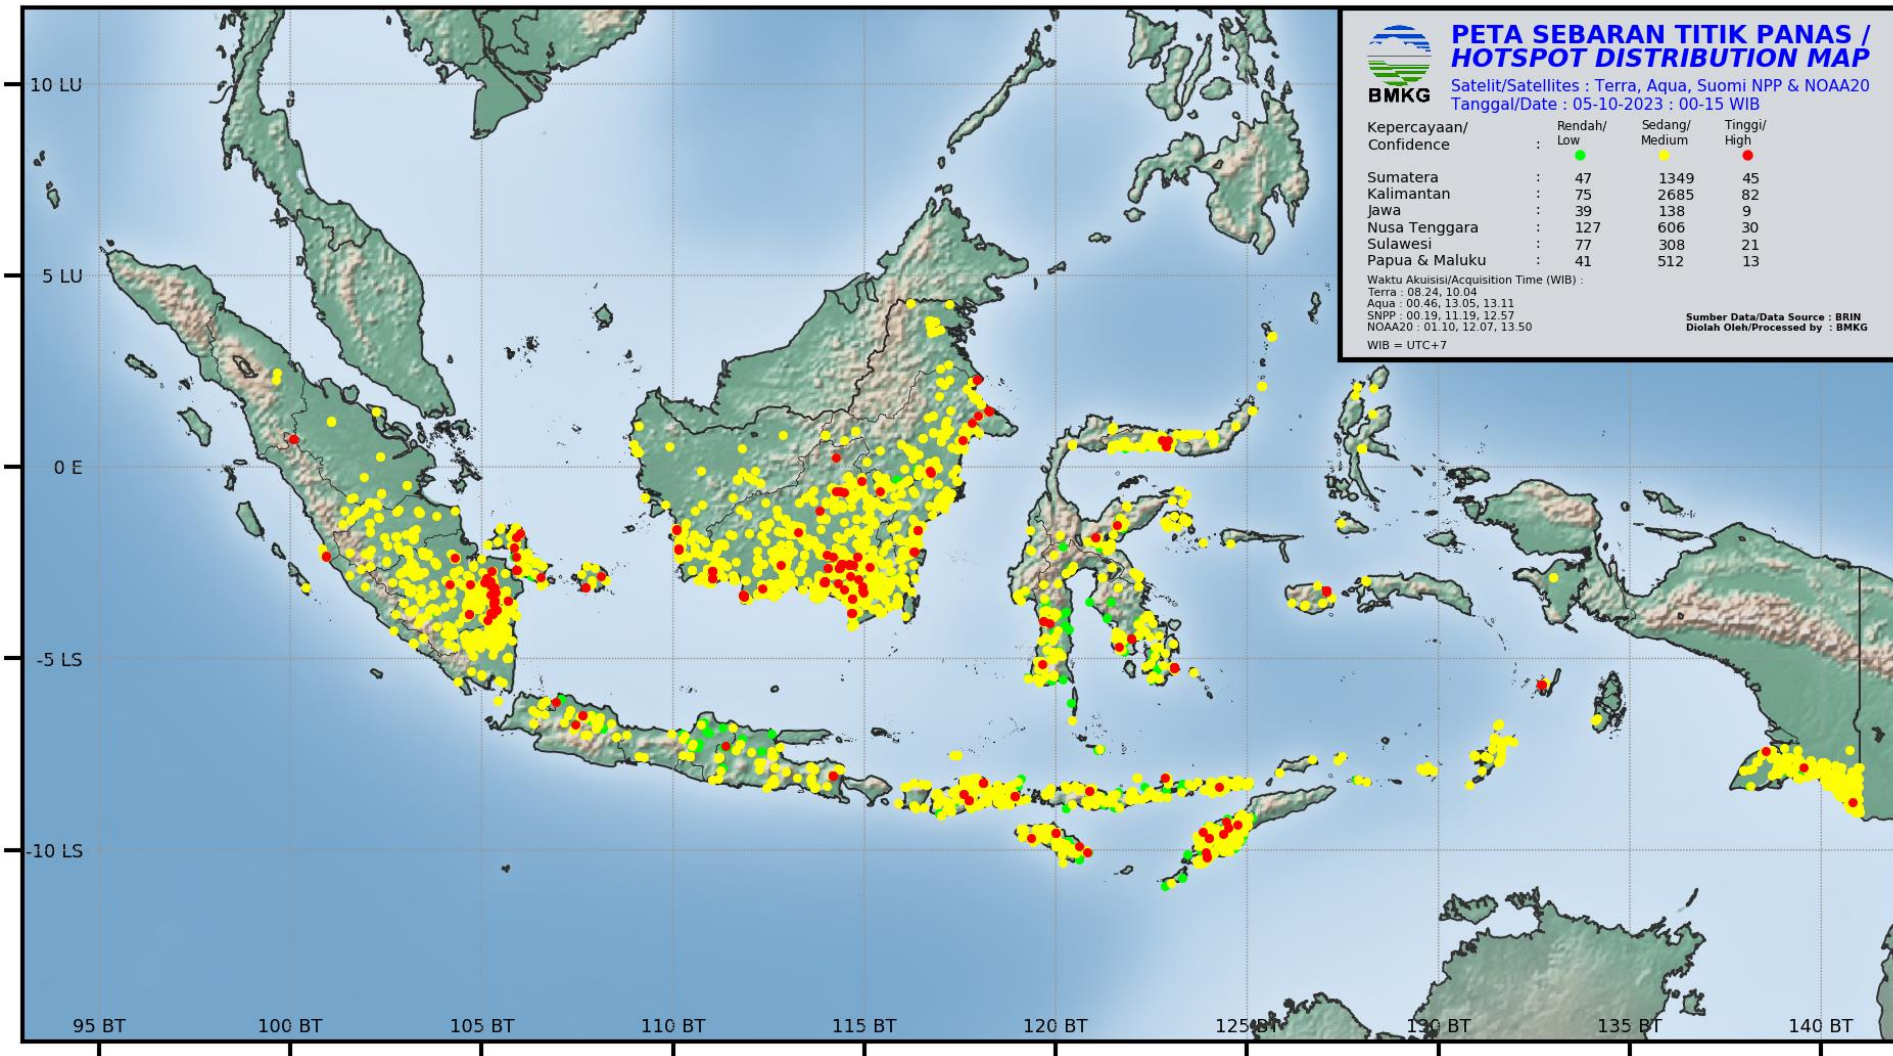 PETA SEBARAN TITIK PANAS /
HOTSPOT DISTRIBUTION MAP
BMKG
Satelit/Satellites : Terra, Aqua, Suomi NPP & NOAA20
Tanggal/Date : 05-10-2023 : 00-15 WIB
Kepercayaan/ Rendah/ Sedang/ Tinggi/
Confidence : Low Medium High
Sumatera : 47 1349 45
Kalimantan : 75 2685 82
Jawa : 39 138 9
Nusa Tenggara : 127 606 30
Sulawesi : 77 308 21
Papua & Maluku : 41 512 13
Waktu Akuisisi/Acquisition Time (WIB) :
Terra : 08.24, 10.04
Aqua : 00.46, 13.05, 13.11
SNPP : 00.19, 11.19, 12.57
NOAA20 : 01.10, 12.07, 13.50
WIB = UTC+7
Sumber Data/Data Source : BRIN
Diolah Oleh/Processed by : BMKG
10 LU
5 LU
0 E
-5 LS
-10 LS
95 BT 100 BT 105 BT 110 BT 115 BT 120 BT 125 BT 130 BT 135 BT 140 BT